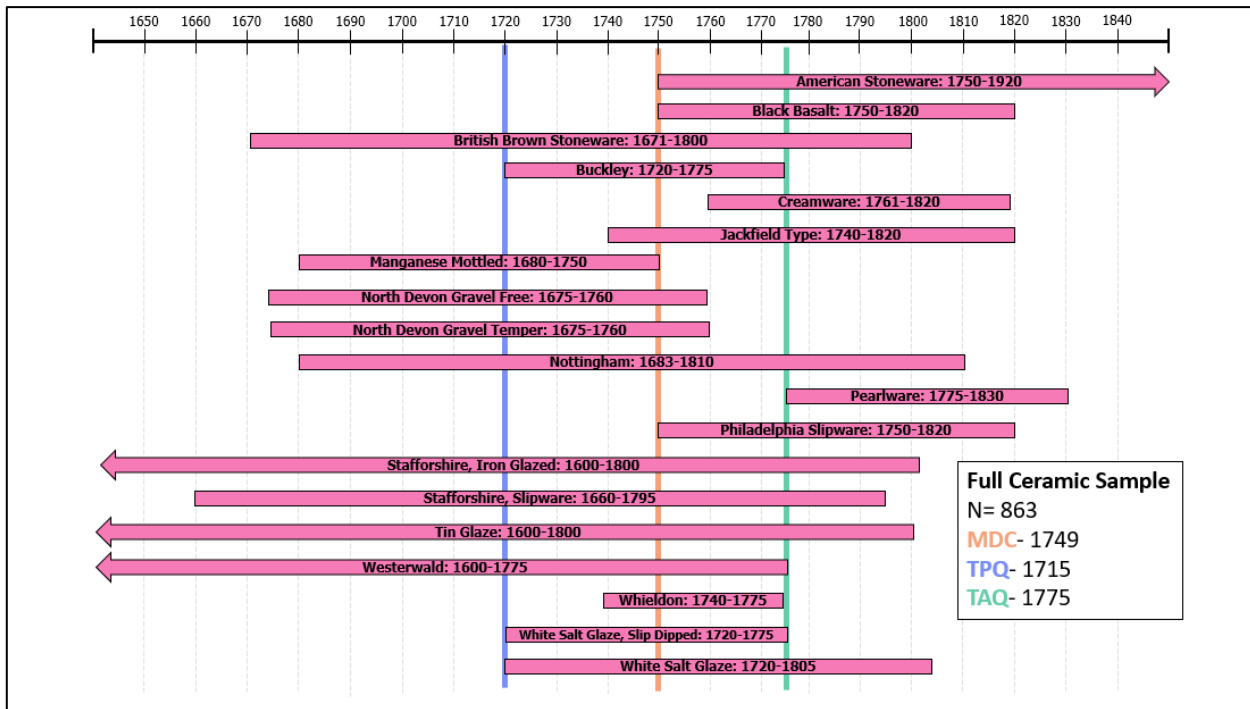 1650 1660 1670 1680 1690 1700 1710 1720 1730 1740 1750 1760 1770 1780 1790 1800 1810 1820 1830 1840
American Stoneware: 1750-1920
Black Basalt: 1750-1820
British Brown Stoneware: 1671-1800
Buckley: 1720-1775
Creamware: 1761-1820
Jackfield Type: 1740-1820
Manganese Mottled: 1680-1750
North Devon Gravel Free: 1675-1760
North Devon Gravel Temper: 1675-1760
Nottingham: 1683-1810
Pearlware: 1775-1830
Philadelphia Slipware: 1750-1820
Stafforshire, Iron Glazed: 1600-1800
Stafforshire, Slipware: 1660-1795
Tin Glaze: 1600-1800
Westerwald: 1600-1775
Whieldon: 1740-1775
White Salt Glaze, Slip Dipped: 1720-1775
White Salt Glaze: 1720-1805
Full Ceramic Sample
N= 863
MDC- 1749
TPQ- 1715
TAQ- 1775